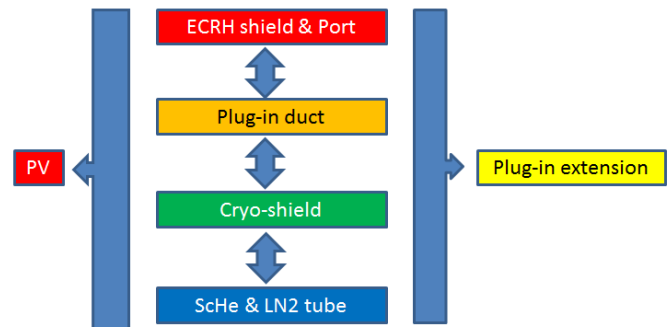 ECRH shield & Port
Plug-in duct
PV
Plug-in extension
Cryo-shield
ScHe & LN2 tube